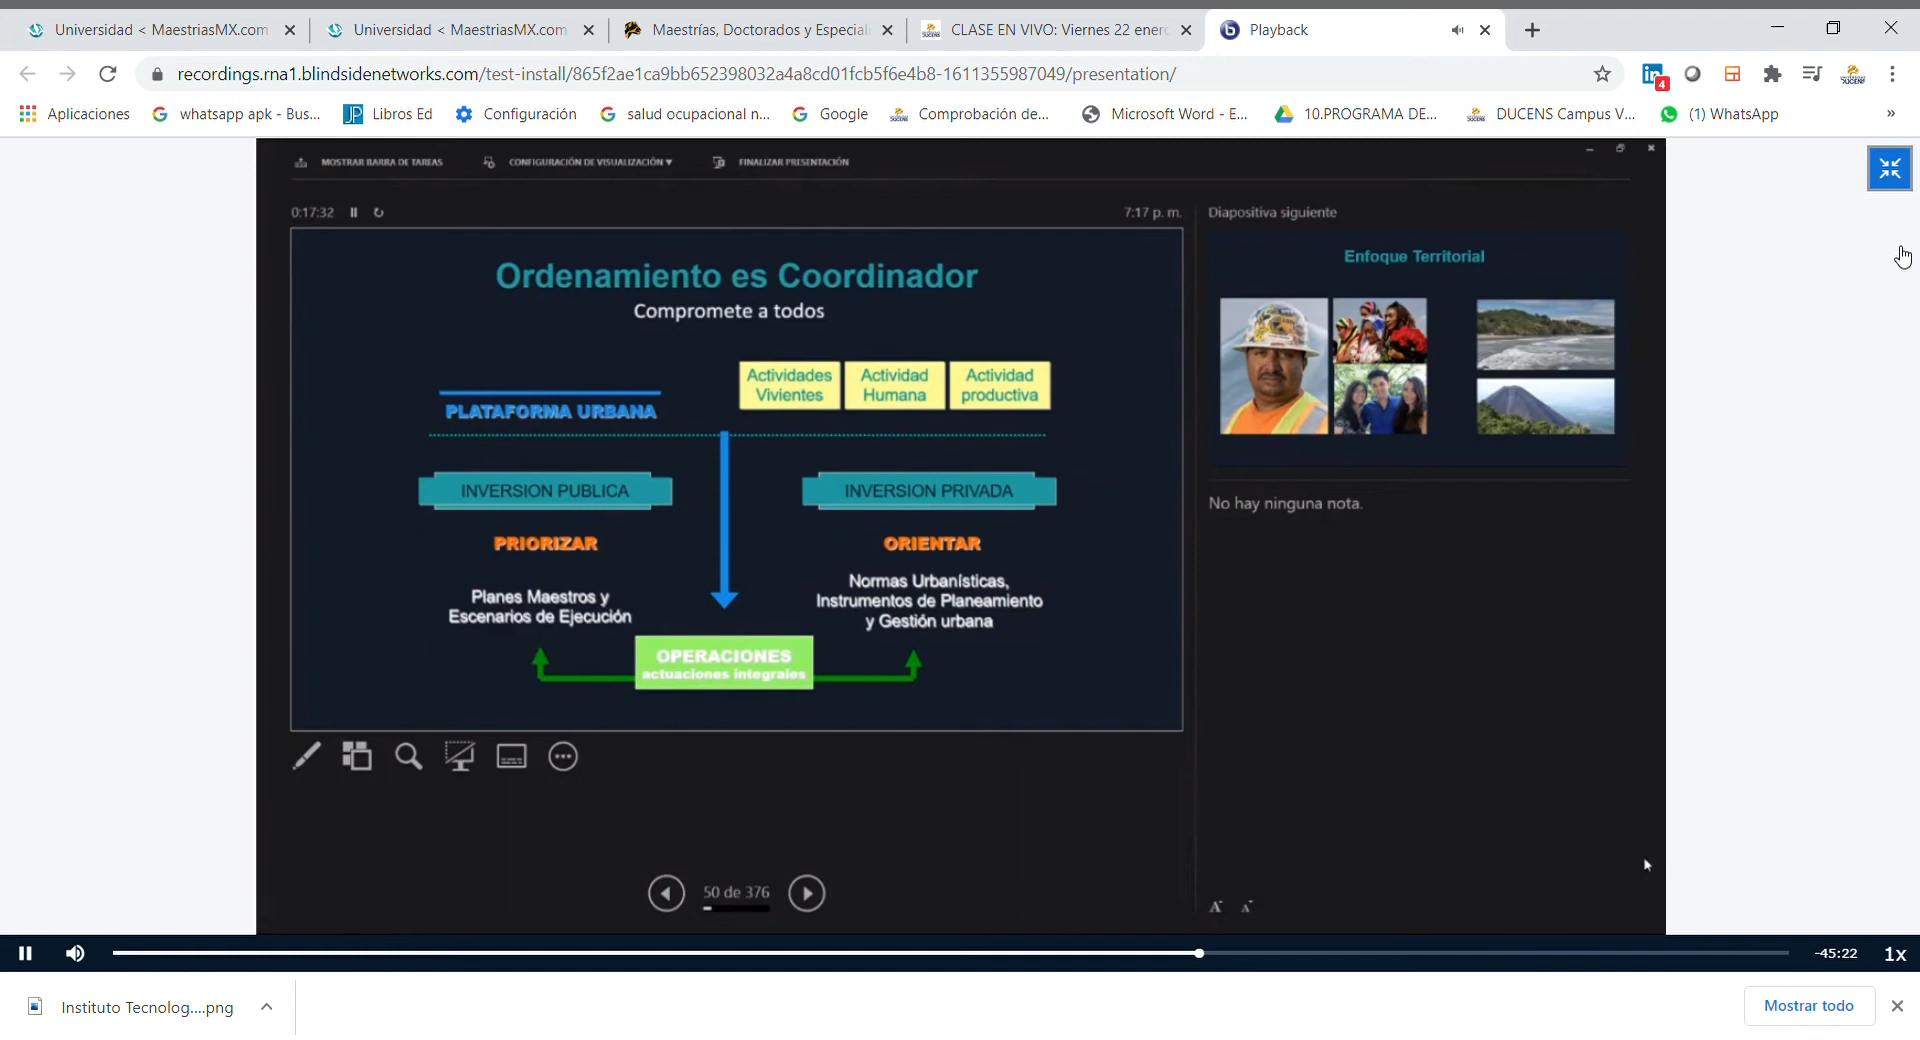 Universidad < MaestriasMX.com
Universidad < MaestriasMX.com
Maestrías, Doctorados y Especial
CLASE EN VIVO: Viernes 22 ener
Playback
recordings.rna1.blindsidenetworks.com/test-install/865f2ae1ca9bb652398032a4a8cd01fcb5f6e4b8-1611355987049/presentation/
4
Aplicaciones
whatsapp apk - Bus...
Libros Ed
Configuración
salud ocupacional n...
Google
Comprobación de...
Microsoft Word - E...
10.PROGRAMA DE...
DUCENS Campus V...
(1) WhatsApp
»
MOSTRAR BARRA DE TAREAS
CONFIGURACIÓN DE VISUALIZACIÓN ▾
FINALIZAR PRESENTACIÓN
0:17:32
7:17 p. m.
Ordenamiento es Coordinador
Compromete a todos
PLATAFORMA URBANA
Actividades
Vivientes
Actividad
Humana
Actividad
productiva
INVERSION PUBLICA
INVERSION PRIVADA
PRIORIZAR
ORIENTAR
Planes Maestros y
Escenarios de Ejecución
Normas Urbanísticas,
Instrumentos de Planeamiento
y Gestión urbana
OPERACIONES
actuaciones integrales
Diapositiva siguiente
Enfoque Territorial
No hay ninguna nota.
50 de 376
A A
-45:22
1x
Instituto Tecnolog....png
Mostrar todo